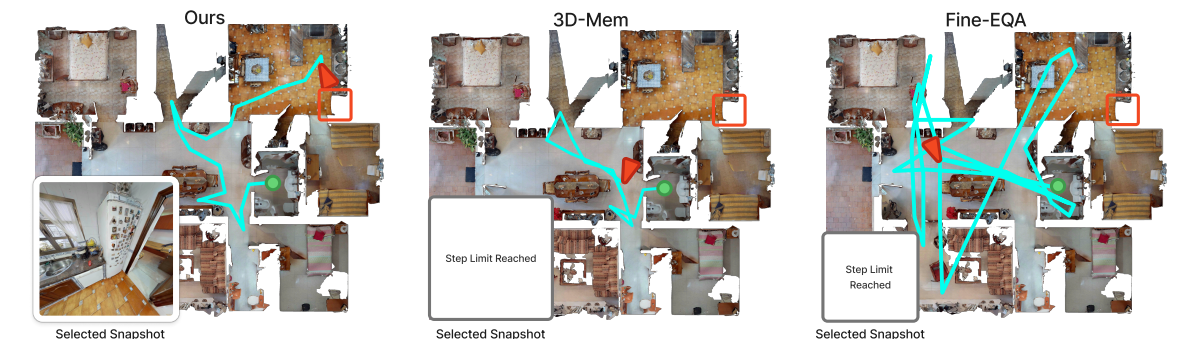 Ours
3D-Mem
Fine-EQA
Step Limit Reached
Step Limit
Reached
Selected Snapshot
Selected Snapshot
Selected Snapshot